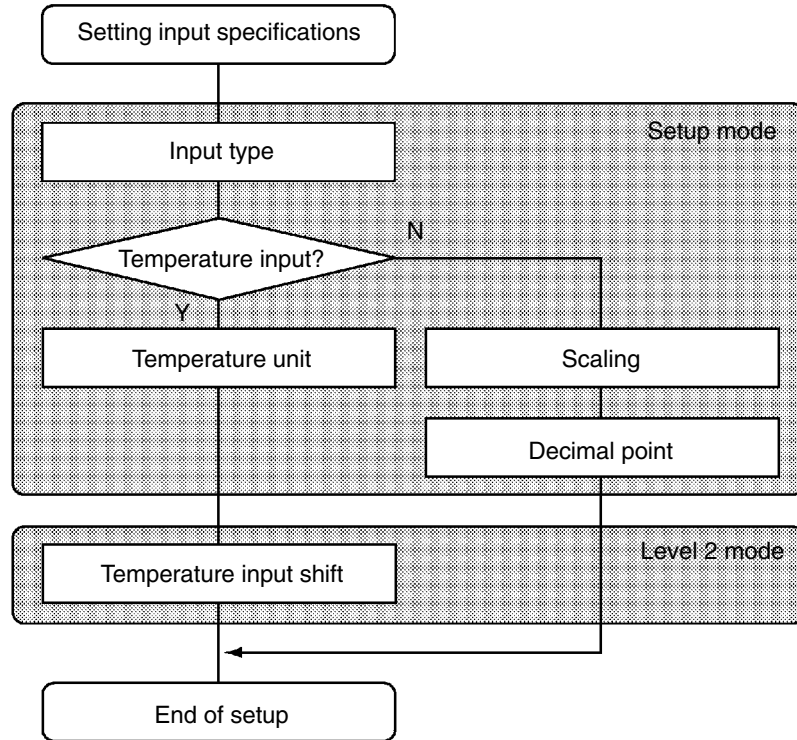 Setting input specifications
Setup mode
Input type
N
Temperature input?
Y
Temperature unit
Scaling
Decimal point
Level 2 mode
Temperature input shift
End of setup